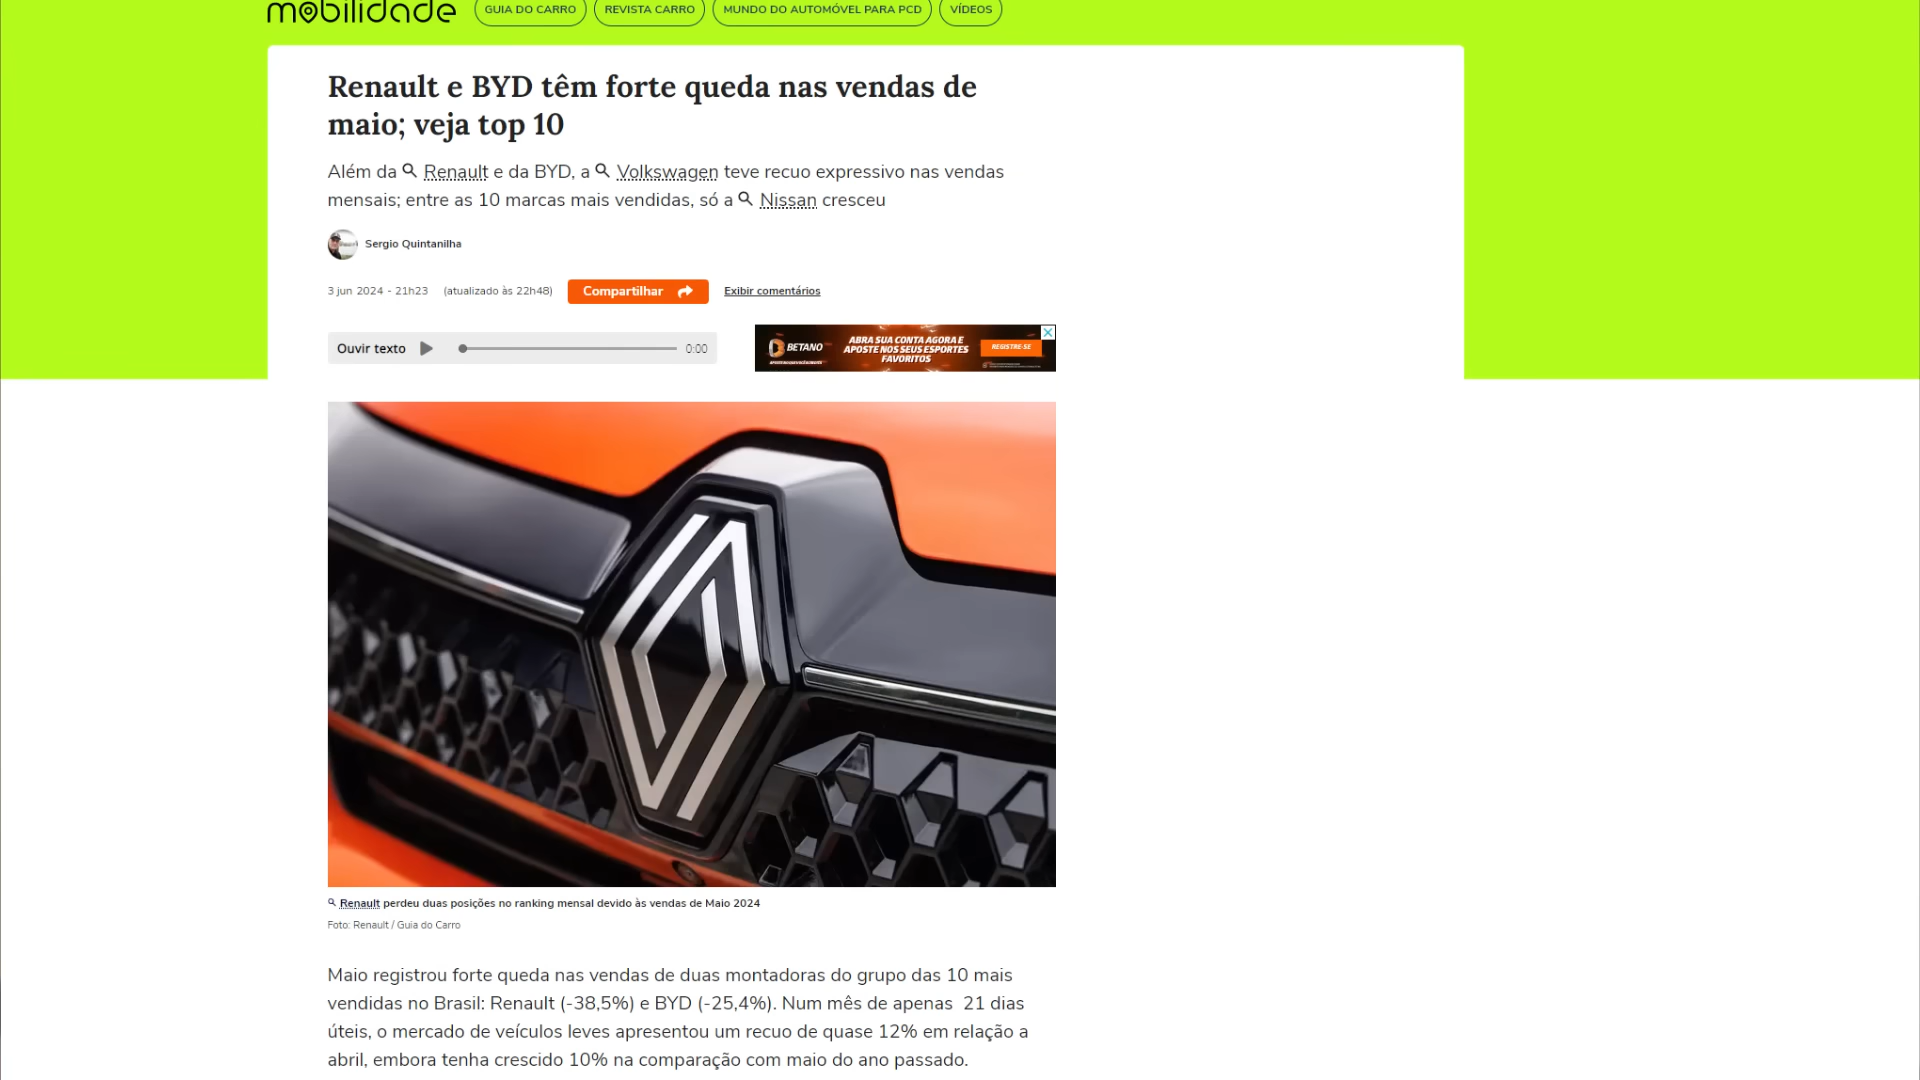 mobilidade
GUIA DO CARRO
REVISTA CARRO
MUNDO DO AUTOMÓVEL PARA PCD
VÍDEOS
Renault e BYD têm forte queda nas vendas de
maio; veja top 10
Além da Renault e da BYD, a Volkswagen teve recuo expressivo nas vendas
mensais; entre as 10 marcas mais vendidas, só a Nissan cresceu
Sergio Quintanilha
3 jun 2024 - 21h23 (atualizado às 22h48)
Compartilhar
Exibir comentários
Ouvir texto
0:00
BETANO
ABRA SUA CONTA AGORA E
APOSTE NOS SEUS ESPORTES
FAVORITOS
REGISTRE-SE
Renault perdeu duas posições no ranking mensal devido às vendas de Maio 2024
Foto: Renault / Guia do Carro
Maio registrou forte queda nas vendas de duas montadoras do grupo das 10 mais
vendidas no Brasil: Renault (-38,5%) e BYD (-25,4%). Num mês de apenas 21 dias
úteis, o mercado de veículos leves apresentou um recuo de quase 12% em relação a
abril, embora tenha crescido 10% na comparação com maio do ano passado.